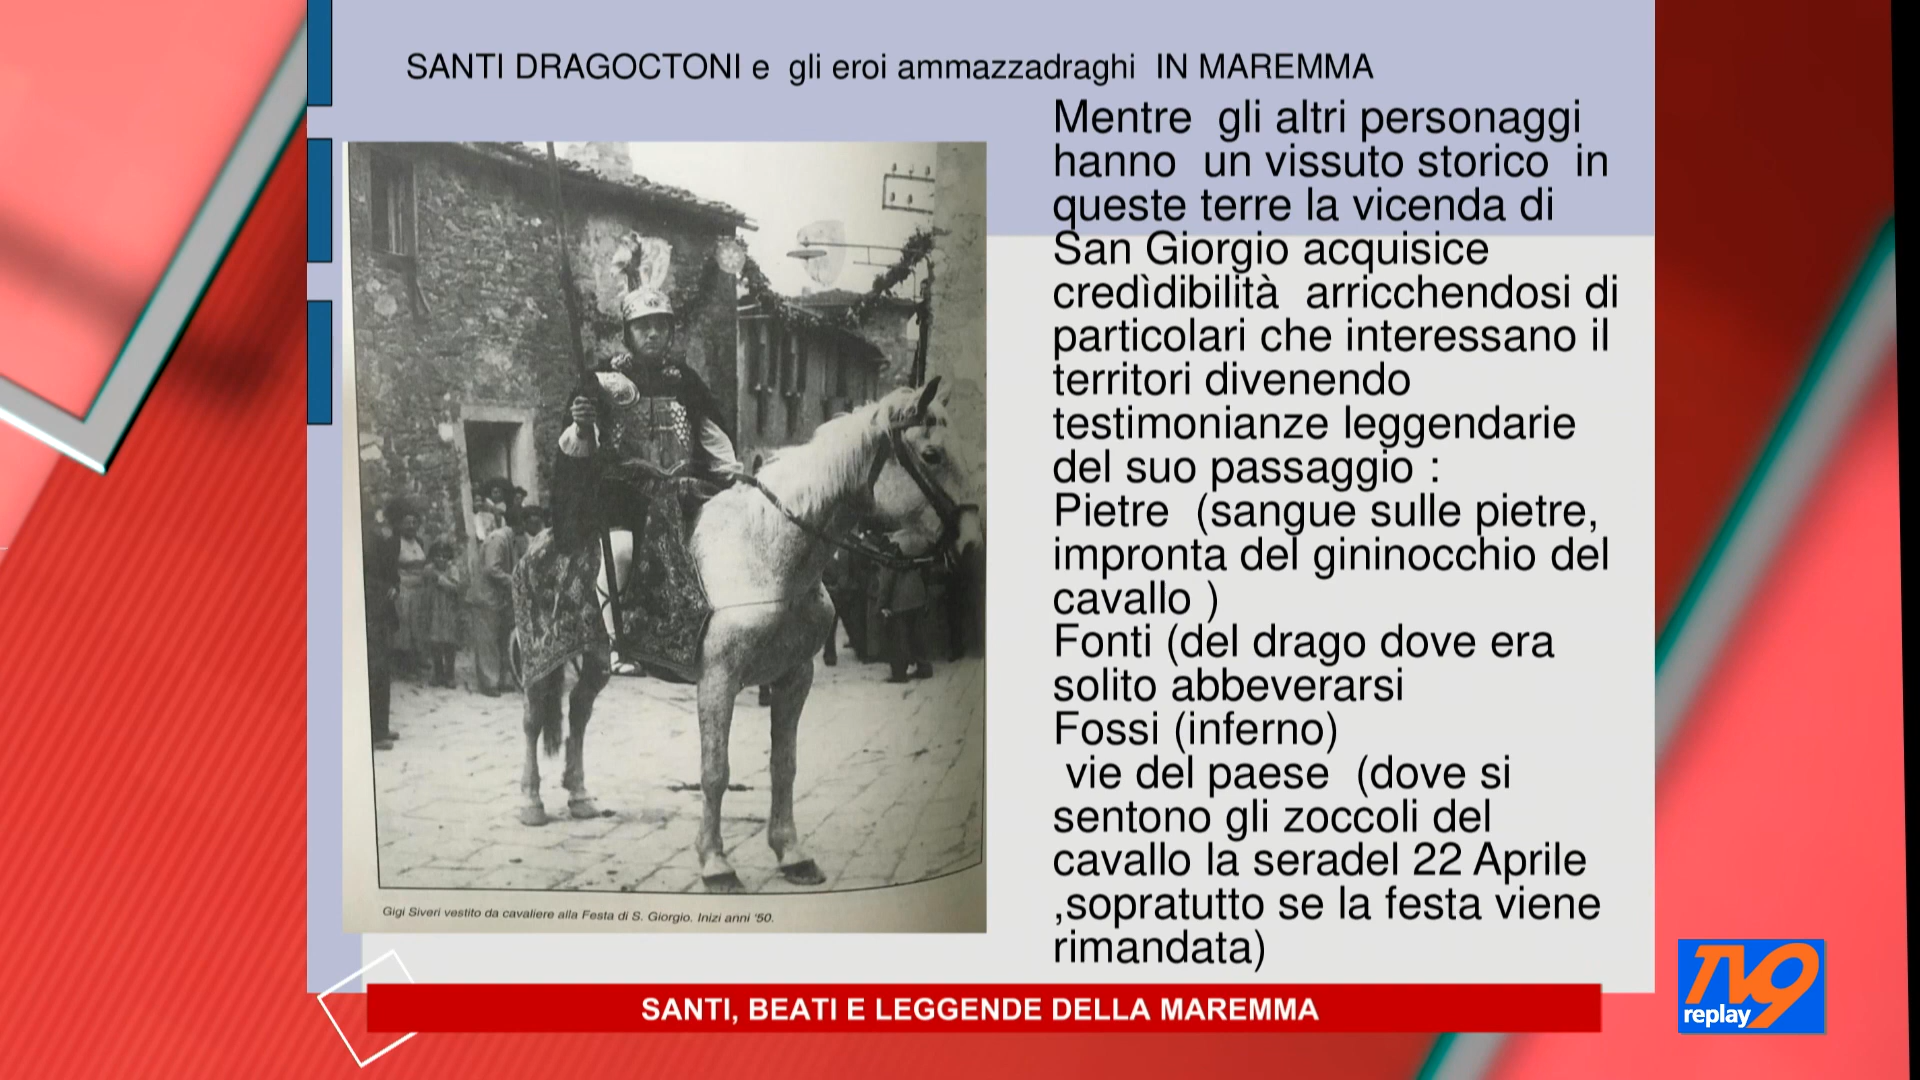 SANTI DRAGOCTONI e gli eroi ammazzadraghi IN MAREMMA
Mentre gli altri personaggi
hanno un vissuto storico in
queste terre la vicenda di
San Giorgio acquisice
credìdibilità arricchendosi di
particolari che interessano il
territori divenendo
testimonianze leggendarie
del suo passaggio :
Pietre (sangue sulle pietre,
impronta del gininocchio del
cavallo )
Fonti (del drago dove era
solito abbeverarsi
Fossi (inferno)
vie del paese (dove si
sentono gli zoccoli del
cavallo la seradel 22 Aprile
,sopratutto se la festa viene
rimandata)
Gigi Siveri vestito da cavaliere alla Festa di S. Giorgio. Inizi anni '50.
SANTI, BEATI E LEGGENDE DELLA MAREMMA
TV9
replay